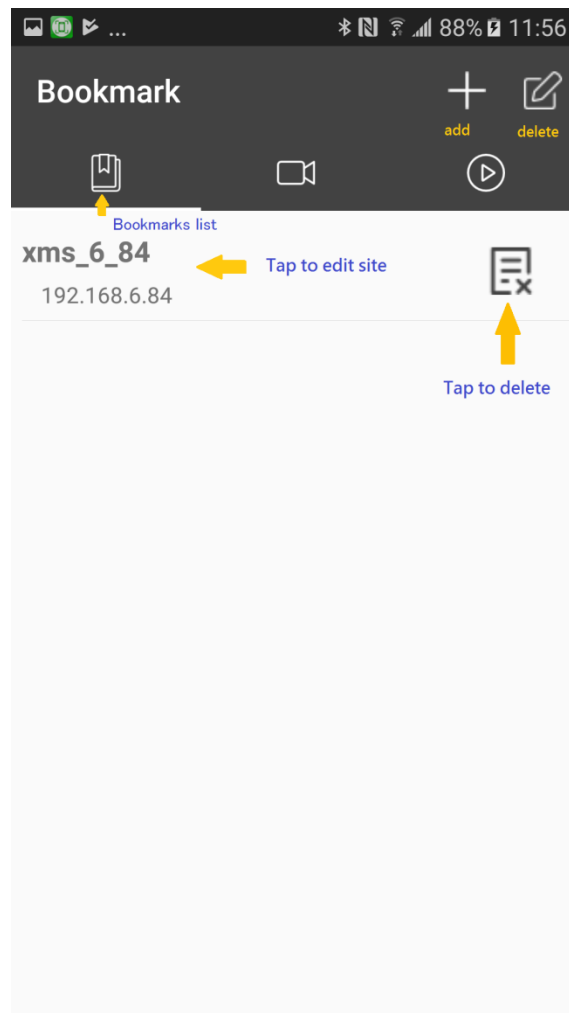 ... 88% 11:56
Bookmark
add delete
Bookmarks list
xms_6_84
Tap to edit site
192.168.6.84
Tap to delete